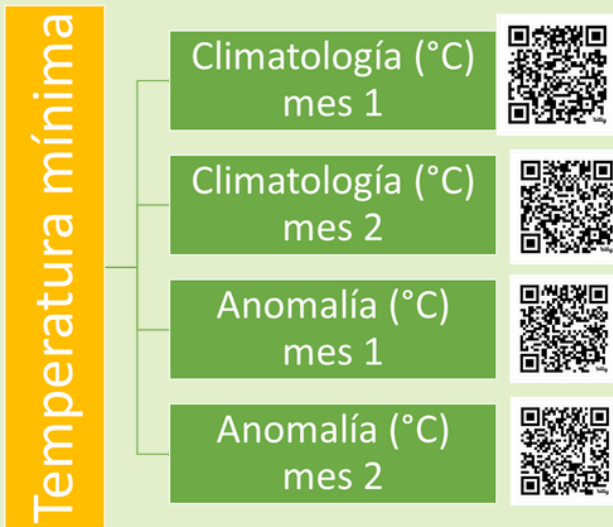 Temperatura mínima
Climatología (°C)
mes 1
Climatología (°C)
mes 2
Anomalía (°C)
mes 1
Anomalía (°C)
mes 2